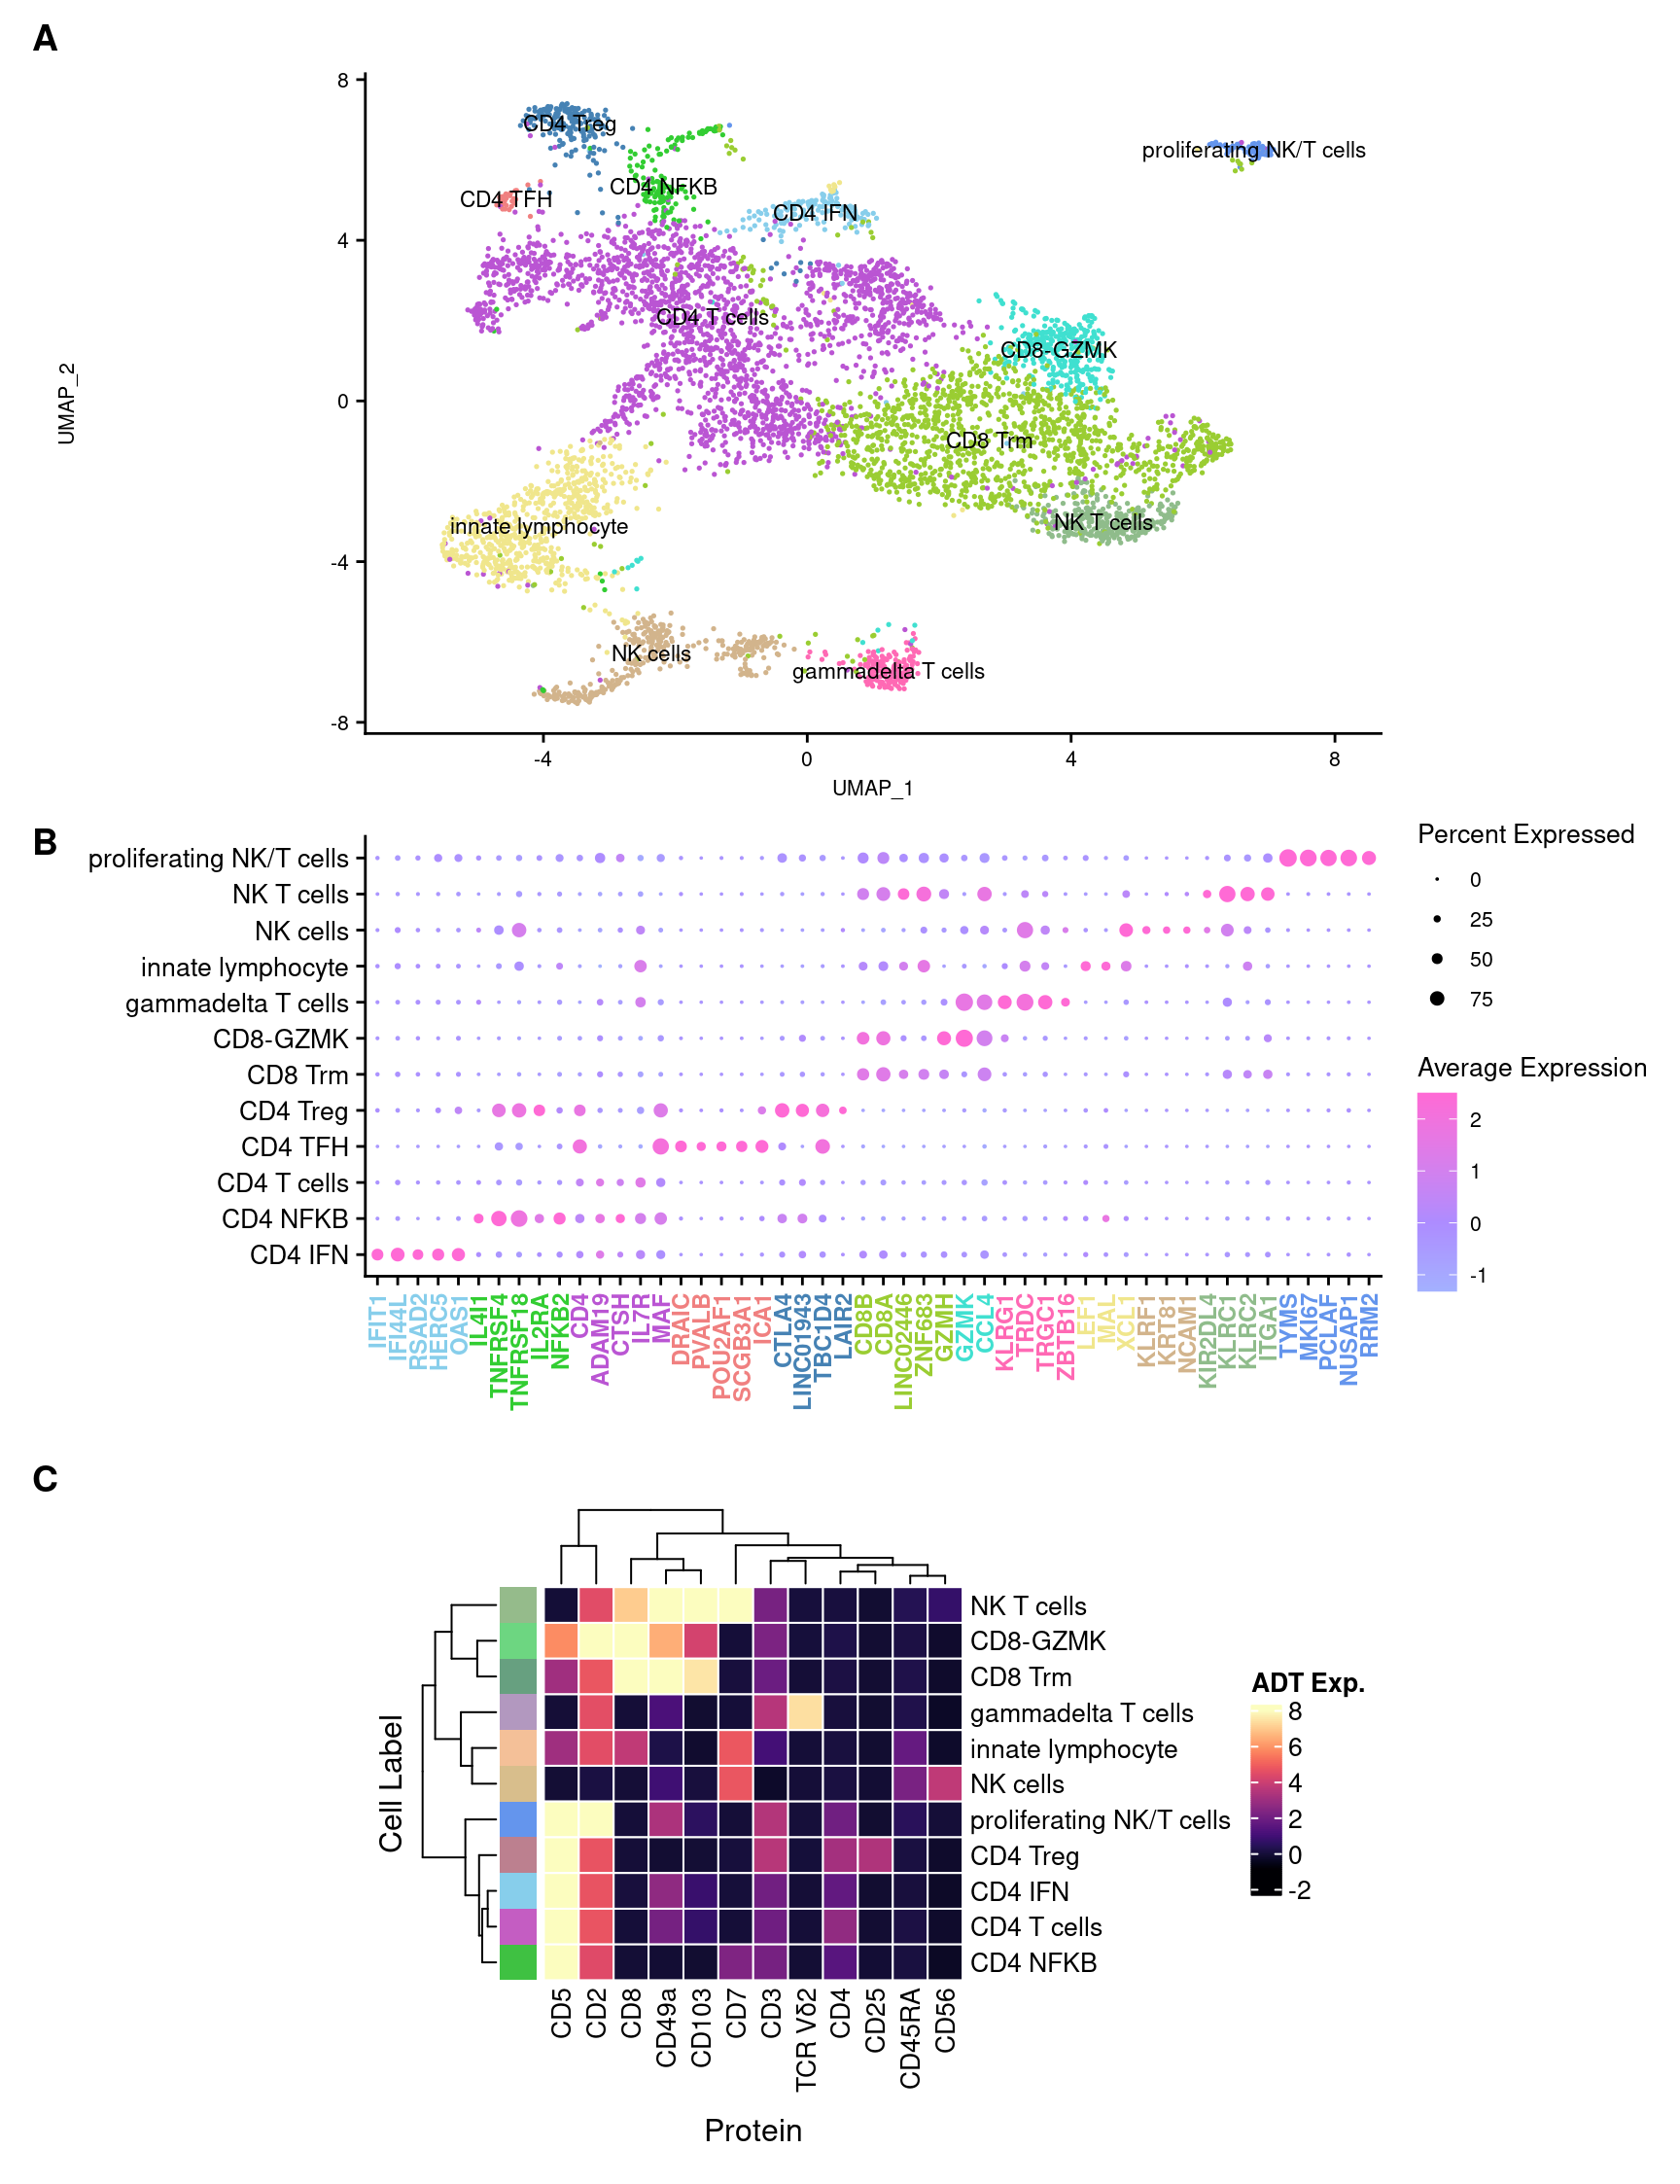 A
8
4
0
-4
-8
UMAP_2
CD4 Treg
proliferating NK/T cells
CD4 NFKB
CD4 TFH
CD4 IFN
CD4 T cells
CD8-GZMK
CD8 Trm
NK T cells
innate lymphocyte
NK cells
gammadelta T cells
-4
0
4
8
UMAP_1
B
proliferating NK/T cells
NK T cells
NK cells
innate lymphocyte
gammadelta T cells
CD8-GZMK
CD8 Trm
CD4 Treg
CD4 TFH
CD4 T cells
CD4 NFKB
CD4 IFN
IFIT1
IFI44L
RSAD2
HERC5
OAS1
IL4I1
TNFRSF4
TNFRSF18
IL2RA
NFKB2
CD4
ADAM19
CTSH
IL7R
MAF
DRAIC
PVALB
POU2AF1
SCGB3A1
ICA1
CTLA4
LINC01943
TBC1D4
LAIR2
CD8B
CD8A
LINC02446
ZNF683
GZMH
GZMK
CCL4
KLRG1
TRDC
TRGC1
ZBTB16
LEF1
MAL
XCL1
KLRF1
KRT81
NCAM1
KIR2DL4
KLRC1
KLRC2
ITGA1
TYMS
MKI67
PCLAF
NUSAP1
RRM2
Percent Expressed
0
25
50
75
Average Expression
2
1
0
-1
C
Cell Label
NK T cells
CD8-GZMK
CD8 Trm
gammadelta T cells
innate lymphocyte
NK cells
proliferating NK/T cells
CD4 Treg
CD4 IFN
CD4 T cells
CD4 NFKB
CD5
CD2
CD8
CD49a
CD103
CD7
CD3
TCR Vδ2
CD4
CD25
CD45RA
CD56
Protein
ADT Exp.
8
6
4
2
0
-2